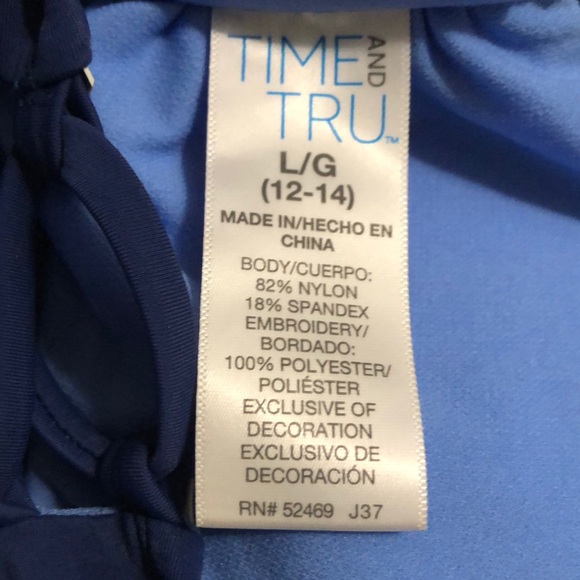 TIME AND
TRU™
L/G
(12-14)
MADE IN/HECHO EN
CHINA
BODY/CUERPO:
82% NYLON
18% SPANDEX
EMBROIDERY/
BORDADO:
100% POLYESTER/
POLIÉSTER
EXCLUSIVE OF
DECORATION
EXCLUSIVO DE
DECORACIÓN
RN# 52469 J37